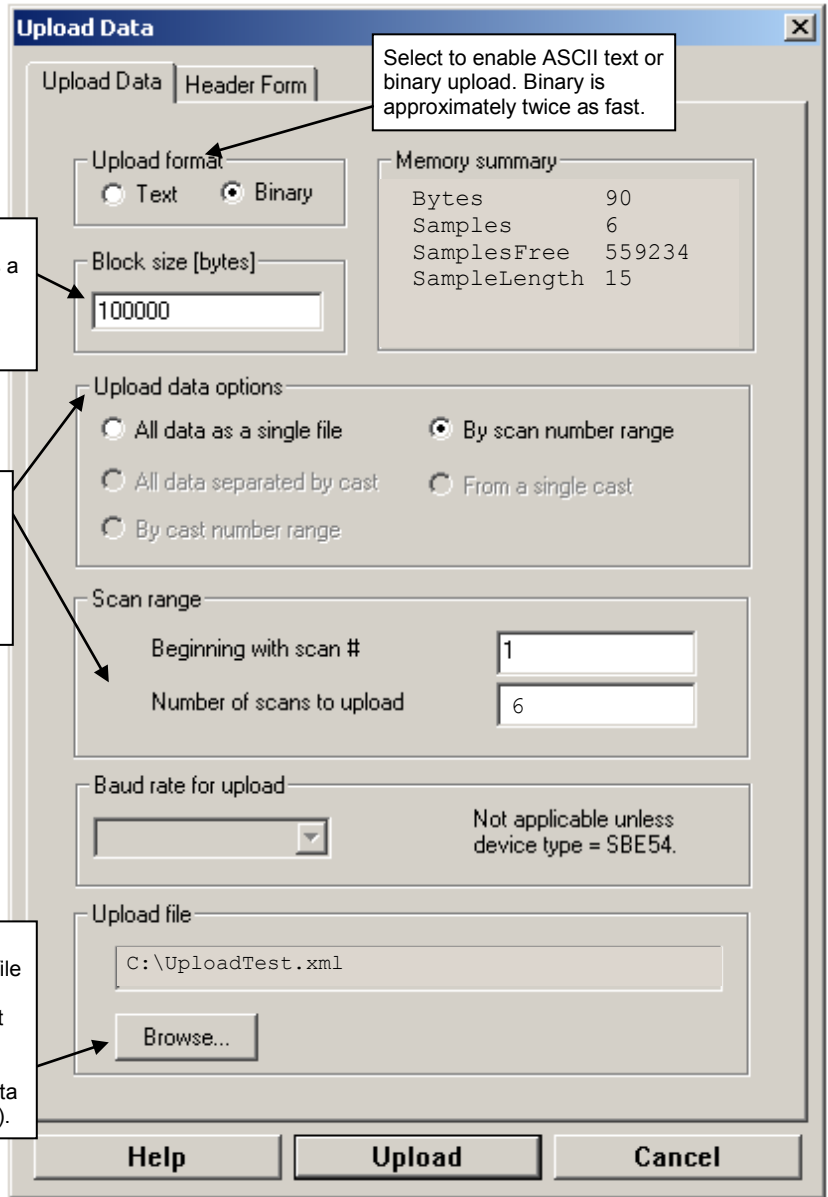 Upload Data
Select to enable ASCII text or
binary upload. Binary is
approximately twice as fast.
Upload Data
Header Form
Upload format
Text
Binary
Memory summary
Bytes 90
Samples 6
SamplesFree 559234
SampleLength 15
a
Block size [bytes]
100000
Upload data options
All data as a single file
By scan number range
All data separated by cast
From a single cast
By cast number range
Scan range
Beginning with scan #
1
Number of scans to upload
6
Baud rate for upload
Not applicable unless
device type = SBE54.
Upload file
C:\UploadTest.xml
Browse...
).
Help
Upload
Cancel